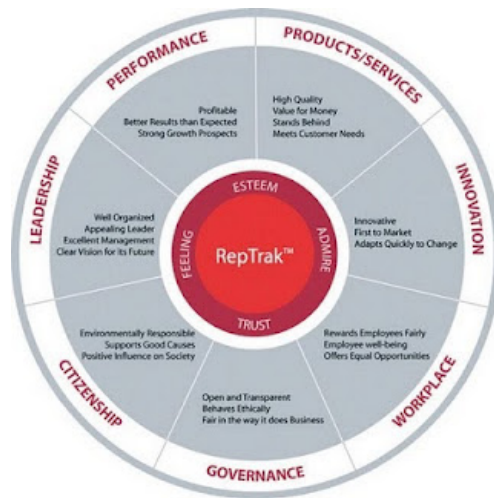 PERFORMANCE
Profitable
Better Results than Expected
Strong Growth Prospects
PRODUCTS/SERVICES
High Quality
Value for Money
Stands Behind
Meets Customer Needs
INNOVATION
Innovative
First to Market
Adapts Quickly to Change
WORKPLACE
Rewards Employees Fairly
Employee well-being
Offers Equal Opportunities
GOVERNANCE
Open and Transparent
Behaves Ethically
Fair in the way it does Business
CITIZENSHIP
Environmentally Responsible
Supports Good Causes
Positive Influence on Society
LEADERSHIP
Well Organized
Appealing Leader
Excellent Management
Clear Vision for its Future
ESTEEM
ADMIRE
TRUST
FEELING
RepTrak™